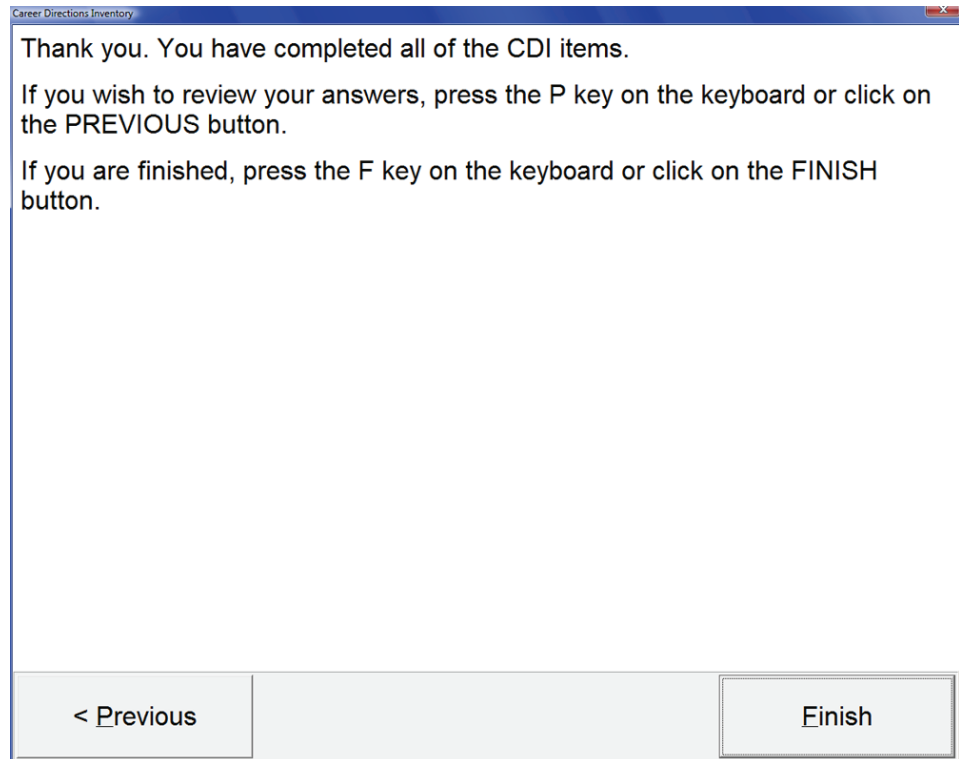 Career Directions Inventory
Thank you. You have completed all of the CDI items.
If you wish to review your answers, press the P key on the keyboard or click on
the PREVIOUS button.
If you are finished, press the F key on the keyboard or click on the FINISH
button.
< Previous
Finish